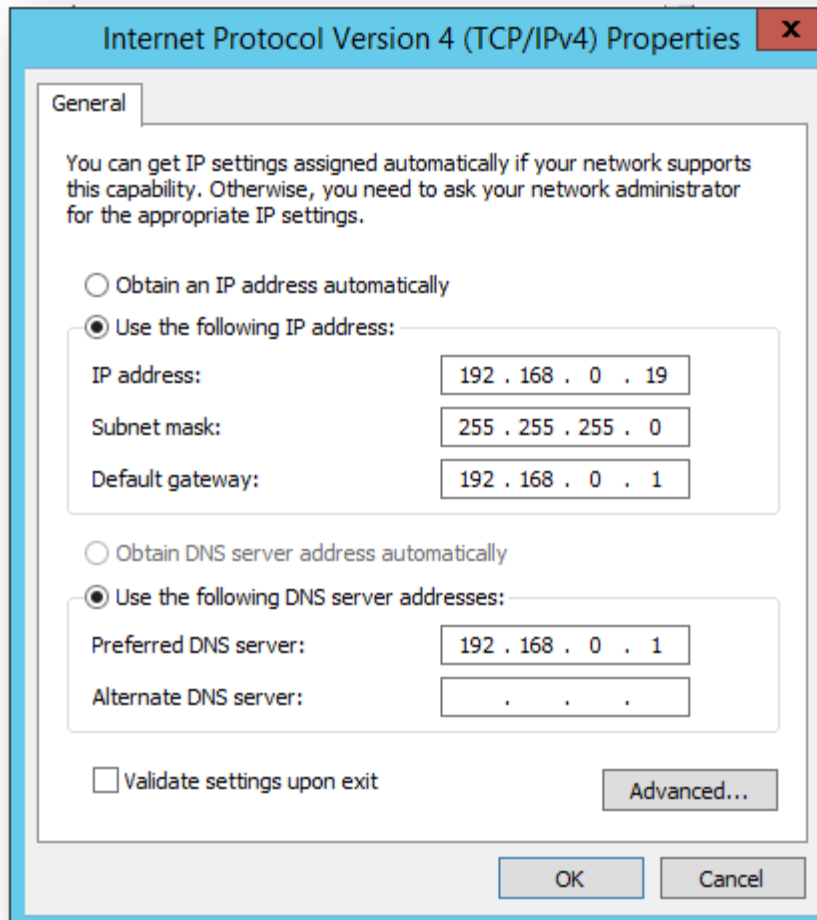 Internet Protocol Version 4 (TCP/IPv4) Properties
x
General
You can get IP settings assigned automatically if your network supports
this capability. Otherwise, you need to ask your network administrator
for the appropriate IP settings.
Obtain an IP address automatically
Use the following IP address:
IP address: 192 . 168 . 0 . 19
Subnet mask: 255 . 255 . 255 . 0
Default gateway: 192 . 168 . 0 . 1
Obtain DNS server address automatically
Use the following DNS server addresses:
Preferred DNS server: 192 . 168 . 0 . 1
Alternate DNS server: . . .
Validate settings upon exit
Advanced...
OK Cancel